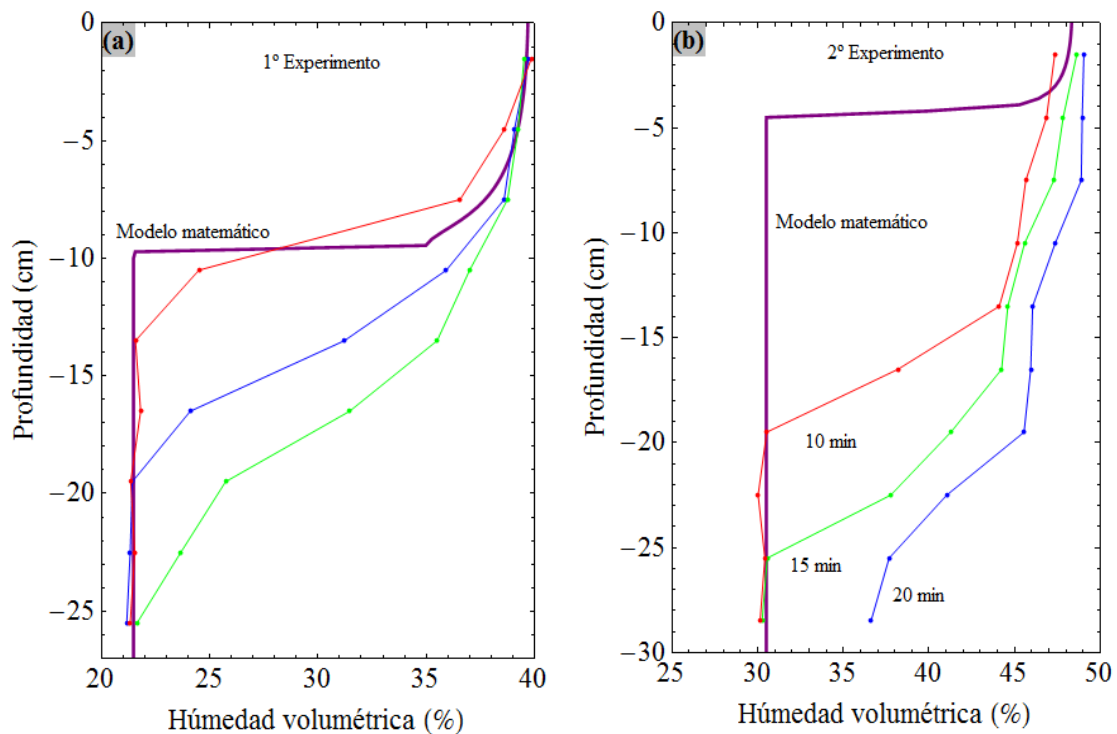 (a)
1º Experimento
Modelo matemático
0
−5
−10
−15
−20
−25
Profundidad (cm)
20 25 30 35 40
Húmedad volumétrica (%)
(b)
2º Experimento
Modelo matemático
10 min
15 min
20 min
0
−5
−10
−15
−20
−25
−30
Profundidad (cm)
25 30 35 40 45 50
Húmedad volumétrica (%)